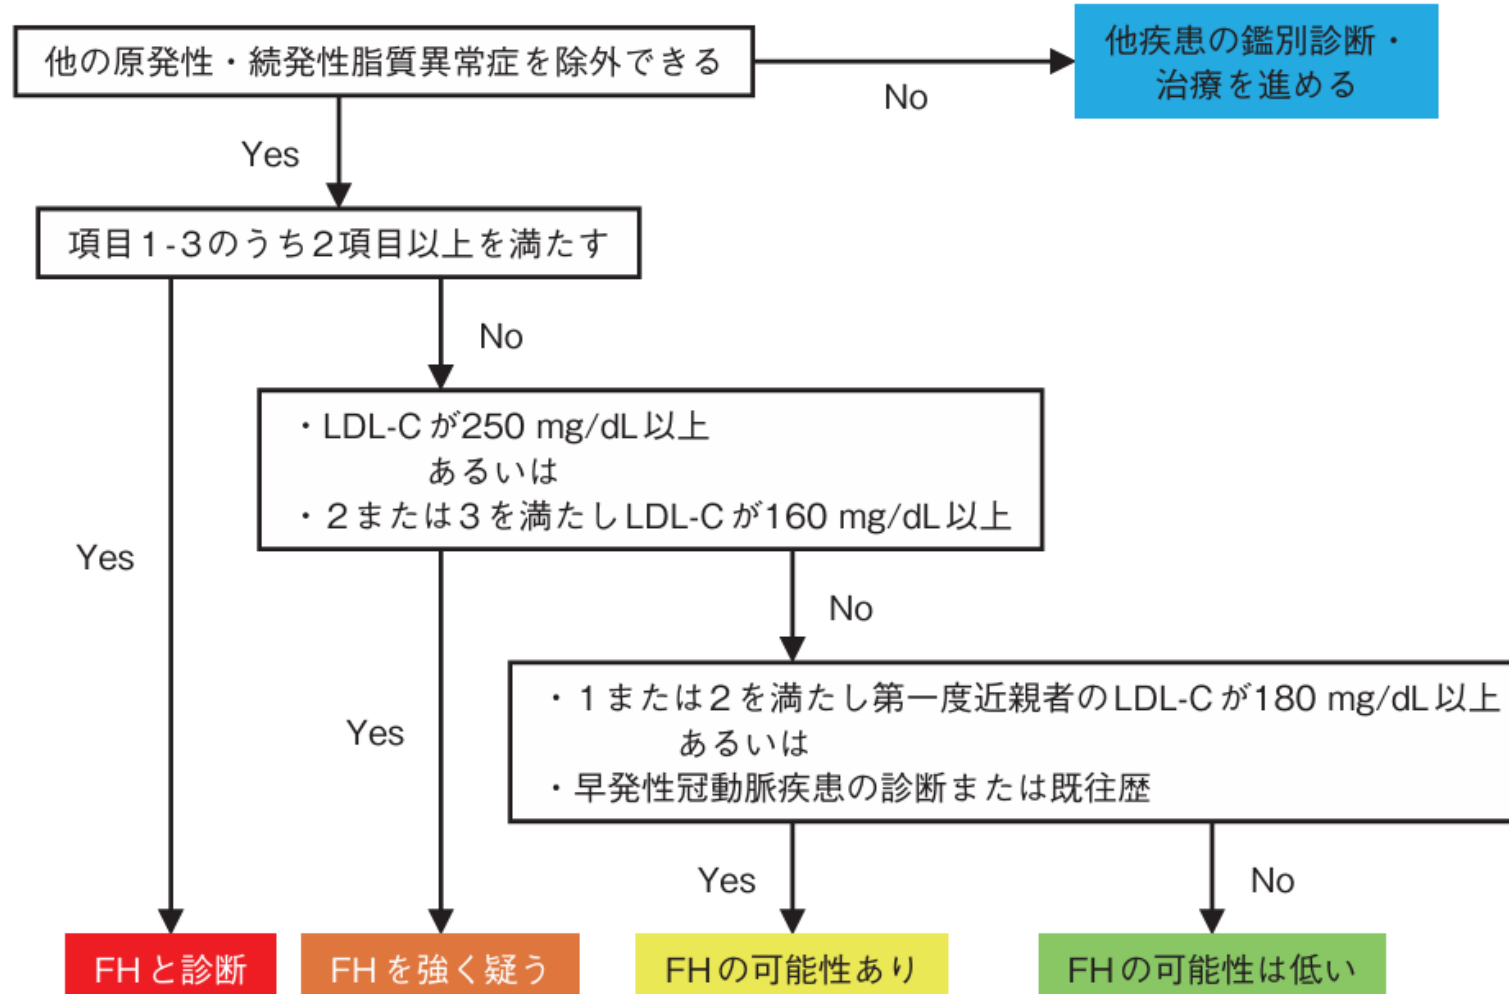 他の原発性・続発性脂質異常症を除外できる
他疾患の鑑別診断・
治療を進める
No
Yes
項目1-3のうち2項目以上を満たす
No
・LDL-Cが250 mg/dL以上
あるいは
・2または3を満たしLDL-Cが160 mg/dL以上
Yes
No
・1または2を満たし第一度近親者のLDL-Cが180 mg/dL以上
あるいは
・早発性冠動脈疾患の診断または既往歴
Yes
Yes
No
FHと診断
FHを強く疑う
FHの可能性あり
FHの可能性は低い